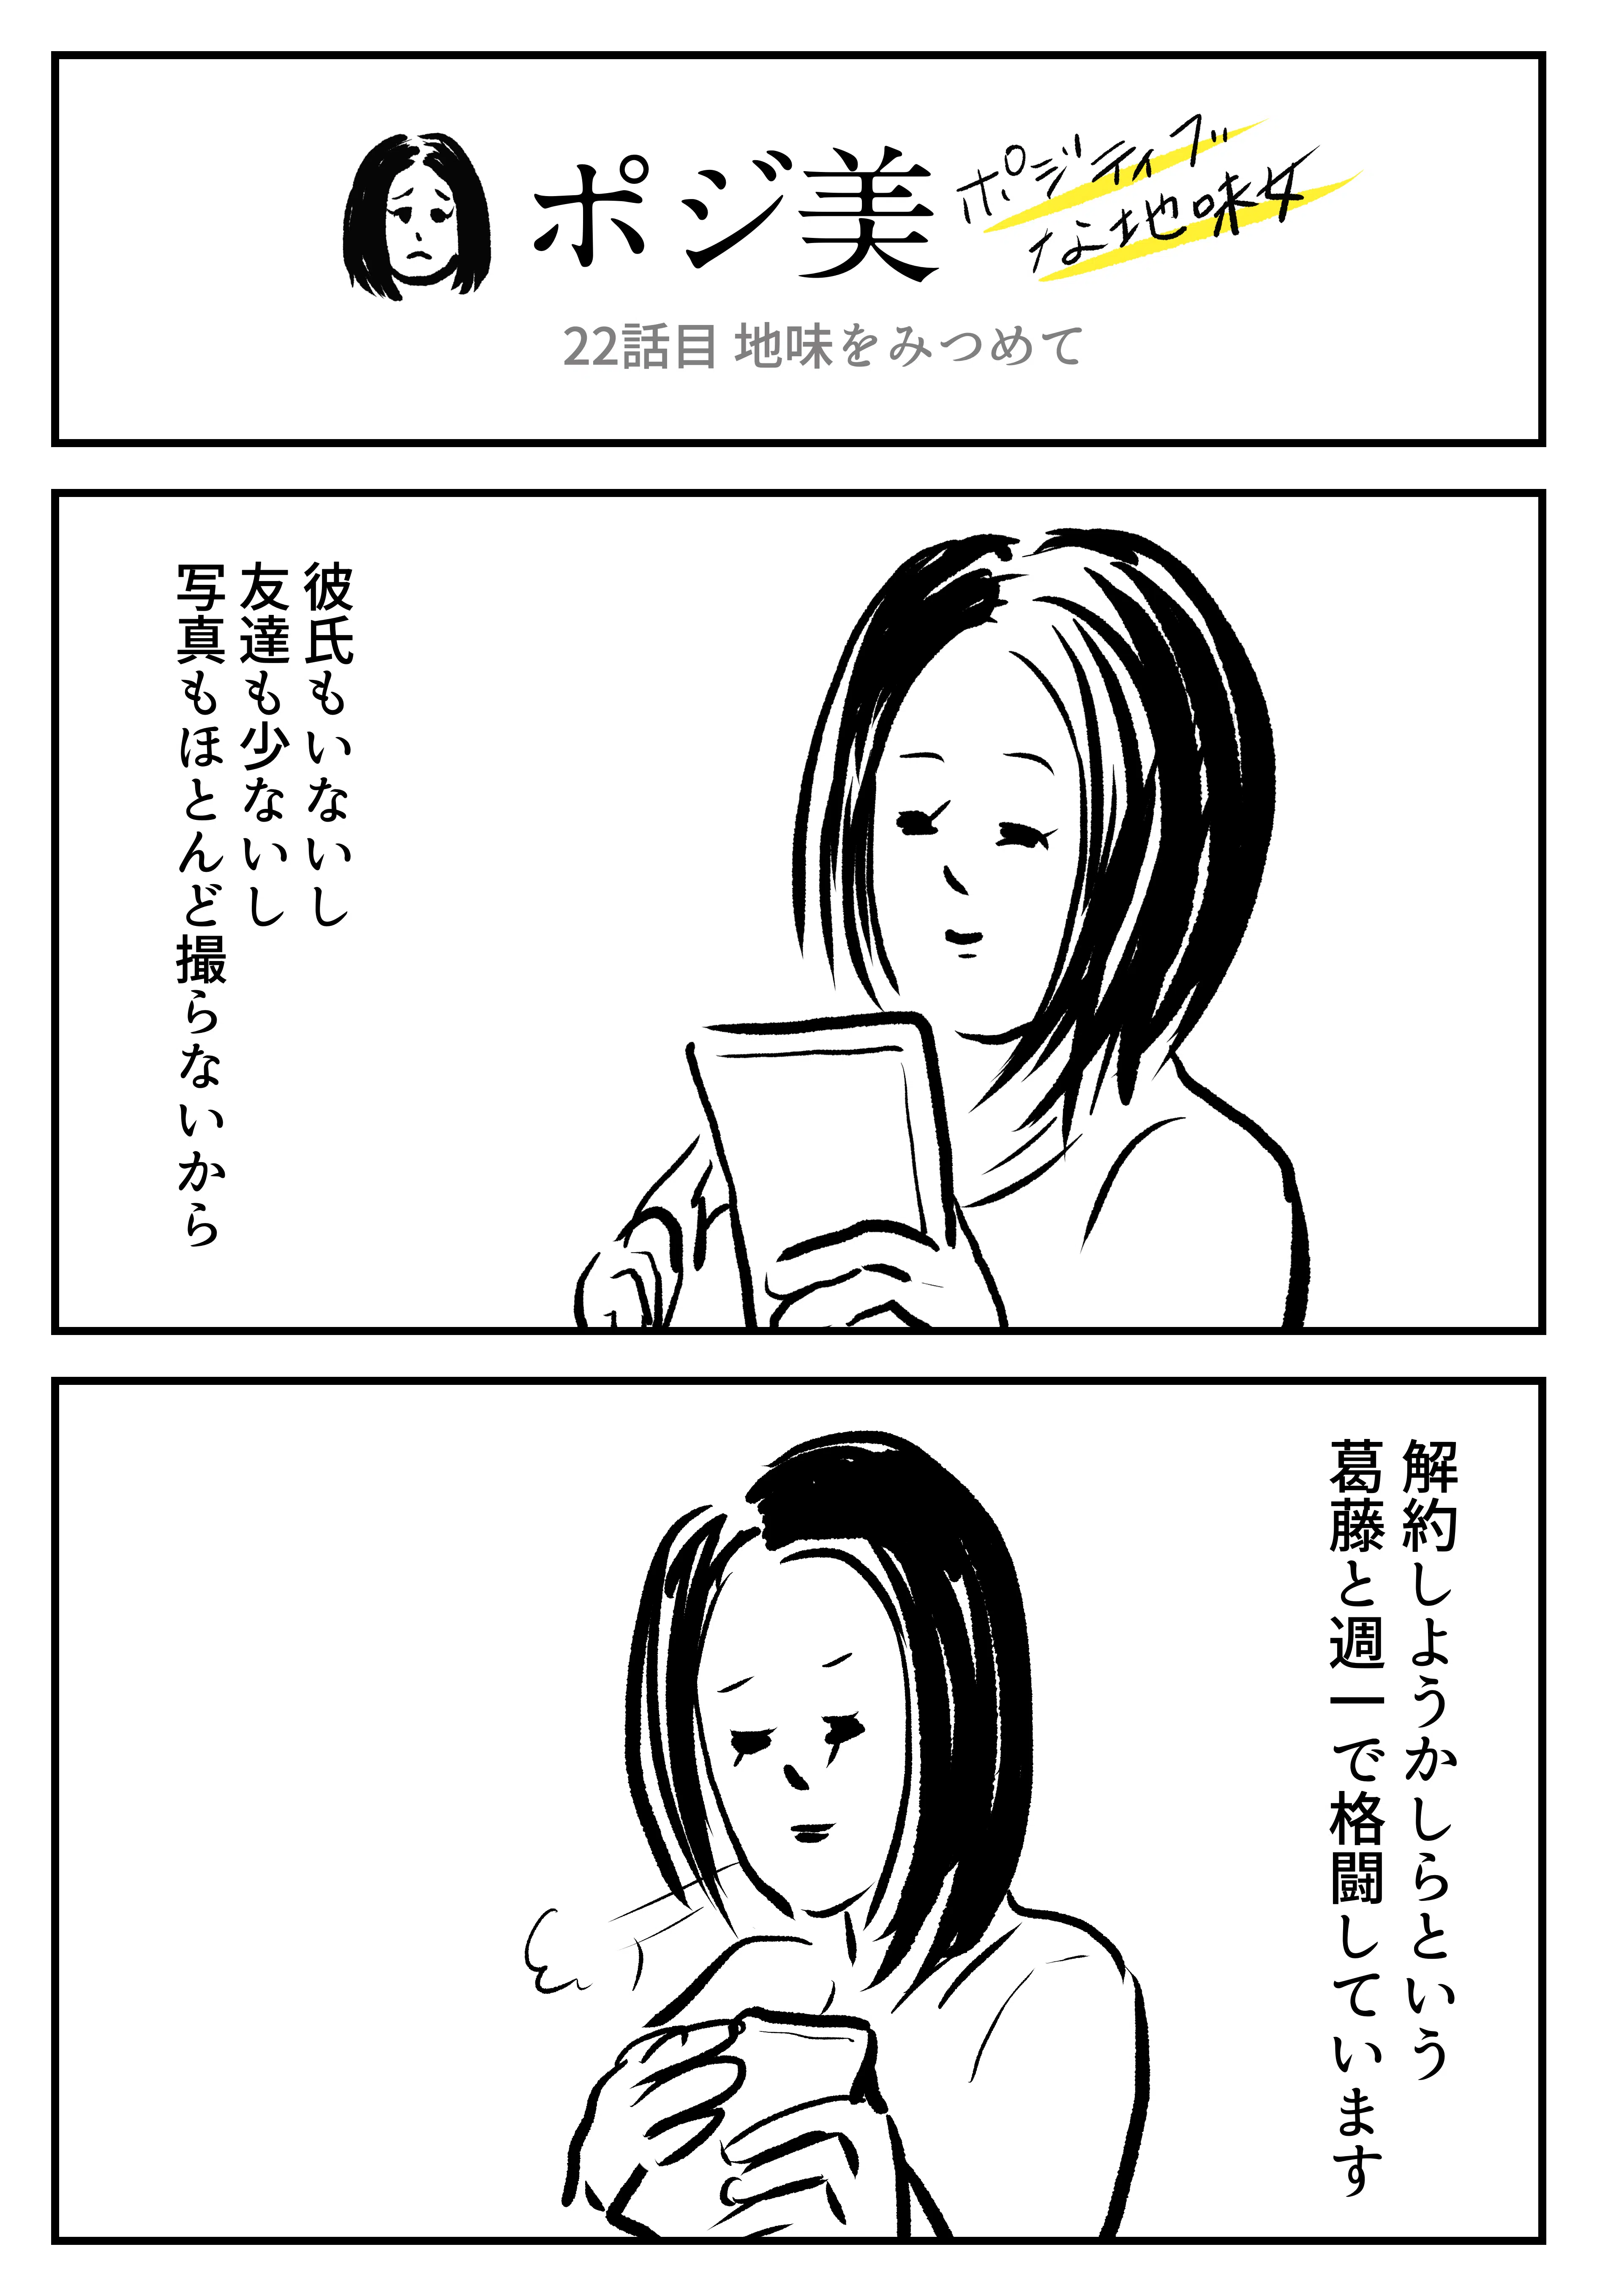 ポジ美
ポジティブ
な地味女
22話目 地味をみつめて
彼氏もいないし
友達も少ないし
写真もほとんど撮らないから
解約しようかしらという
葛藤と週一で格闘しています